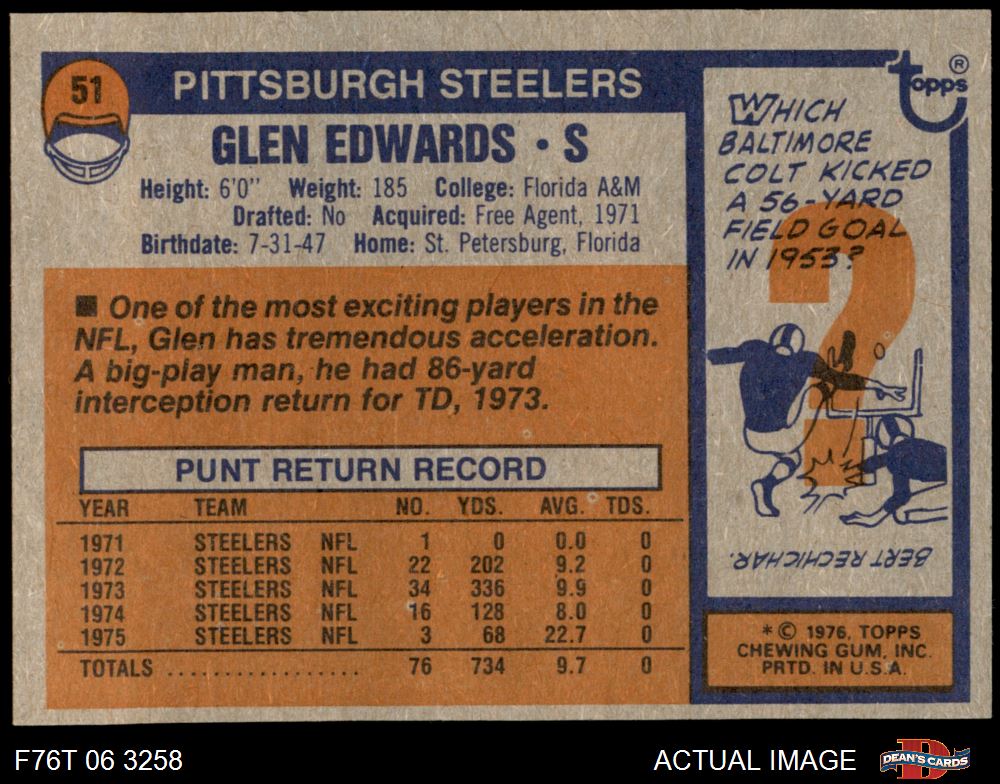 51
PITTSBURGH STEELERS
GLEN EDWARDS • S
Height: 6'0" Weight: 185 College: Florida A&M
Drafted: No Acquired: Free Agent, 1971
Birthdate: 7-31-47 Home: St. Petersburg, Florida
■ One of the most exciting players in the
NFL, Glen has tremendous acceleration.
A big-play man, he had 86-yard
interception return for TD, 1973.
PUNT RETURN RECORD
YEAR TEAM NO. YDS. AVG. TDS.
1971 STEELERS NFL 1 0 0.0 0
1972 STEELERS NFL 22 202 9.2 0
1973 STEELERS NFL 34 336 9.9 0
1974 STEELERS NFL 16 128 8.0 0
1975 STEELERS NFL 3 68 22.7 0
TOTALS .................. 76 734 9.7 0
topps ®
WHICH
BALTIMORE
COLT KICKED
A 56-YARD
FIELD GOAL
IN 1953?
?
BERT RECHICHAR.
* © 1976, TOPPS
CHEWING GUM, INC.
PRTD. IN U.S.A.
F76T 06 3258
ACTUAL IMAGE
D
DEAN'S CARDS